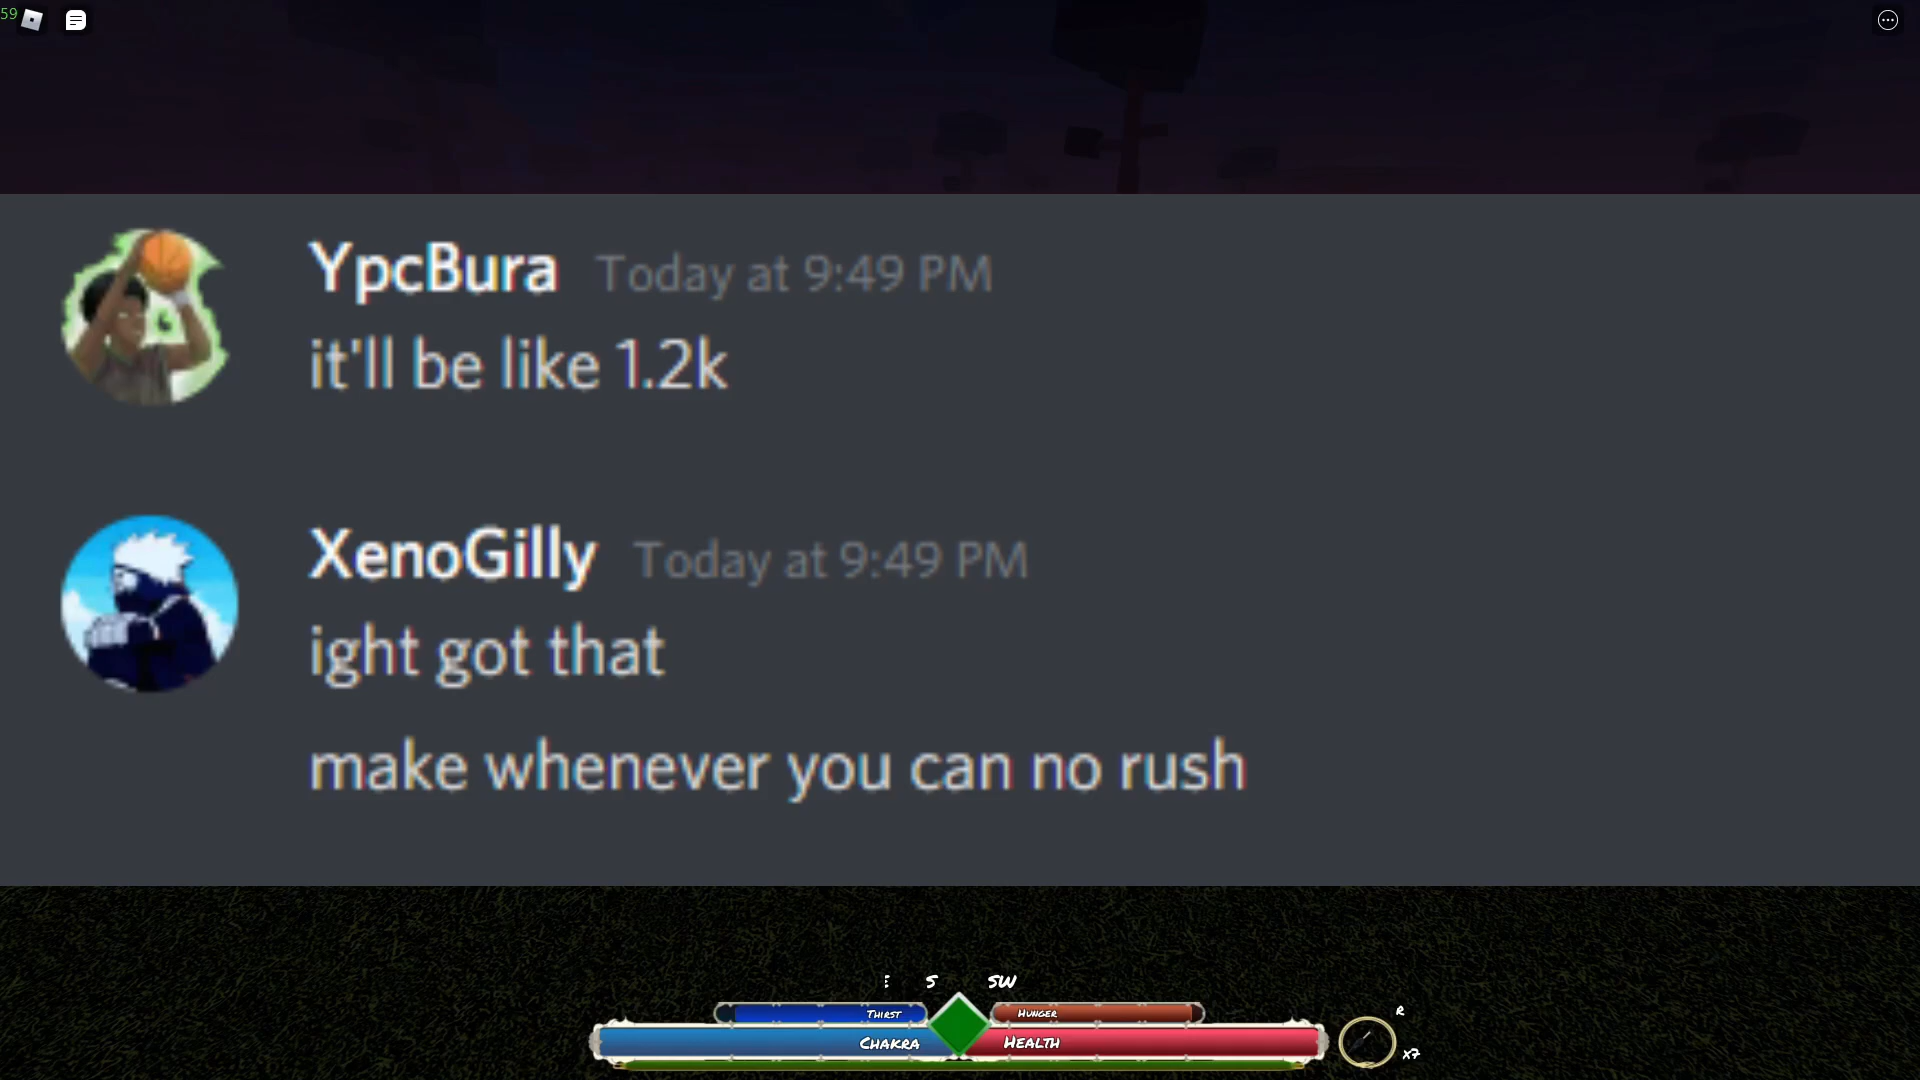 59
YpcBura Today at 9:49 PM
it'll be like 1.2k
XenoGilly Today at 9:49 PM
ight got that
make whenever you can no rush
S SW
Thirst Hunger
Chakra Health
R
x7